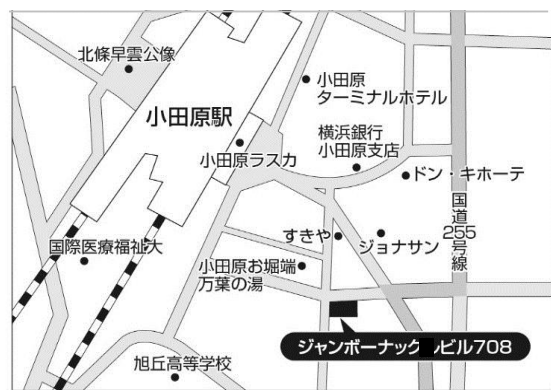 北條早雲公像
小田原
ターミナルホテル
小田原駅
横浜銀行
小田原支店
小田原ラスカ
ドン・キホーテ
国道255号線
すきや
ジョナサン
国際医療福祉大
小田原お堀端
万葉の湯
ジャンボーナック ビル708
旭丘高等学校